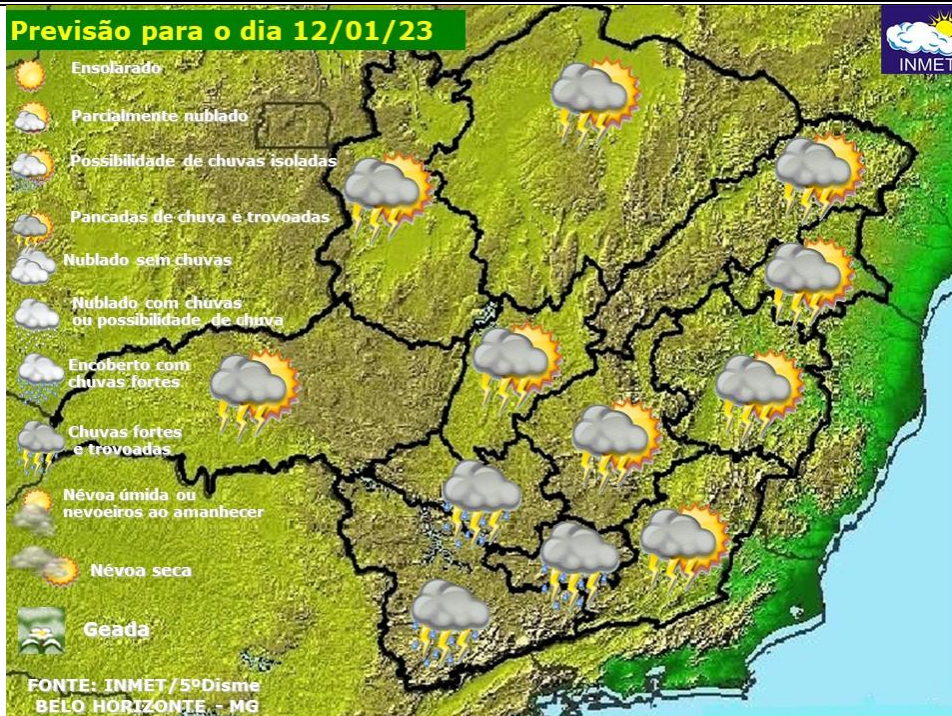 Previsão para o dia 12/01/23
INMET
Ensolarado
Parcialmente nublado
Possibilidade de chuvas isoladas
Pancadas de chuva e trovoadas
Nublado sem chuvas
Nublado com chuvas
ou possibilidade de chuva
Encoberto com
chuvas fortes
Chuvas fortes
e trovoadas
Névoa úmida ou
nevoeiros ao amanhecer
Névoa seca
Geada
FONTE: INMET/5ºDisme
BELO HORIZONTE - MG